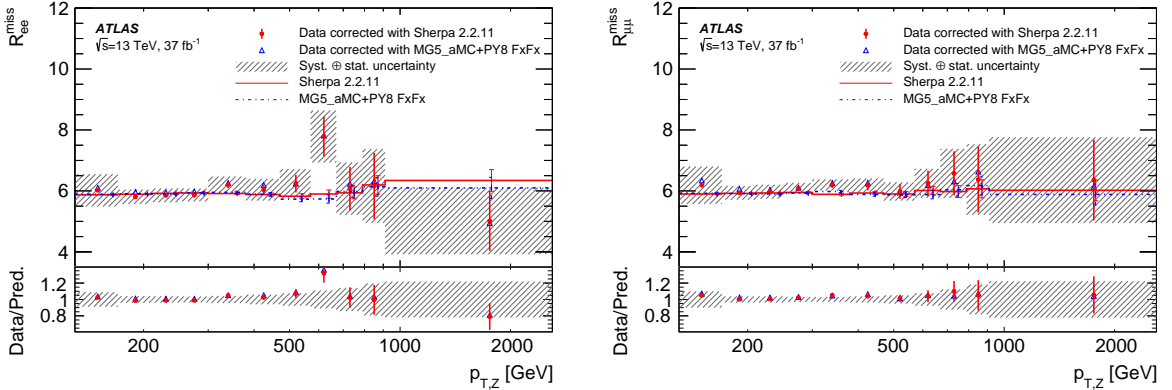 R_ee^miss
12
10
8
6
4
ATLAS
√s=13 TeV, 37 fb⁻¹
Data corrected with Sherpa 2.2.11
Data corrected with MG5_aMC+PY8 FxFx
Syst. ⊕ stat. uncertainty
Sherpa 2.2.11
MG5_aMC+PY8 FxFx
Data/Pred.
1.2
1
0.8
200
500
1000
2000
p_T,Z [GeV]
R_μμ^miss
12
10
8
6
4
ATLAS
√s=13 TeV, 37 fb⁻¹
Data corrected with Sherpa 2.2.11
Data corrected with MG5_aMC+PY8 FxFx
Syst. ⊕ stat. uncertainty
Sherpa 2.2.11
MG5_aMC+PY8 FxFx
Data/Pred.
1.2
1
0.8
200
500
1000
2000
p_T,Z [GeV]